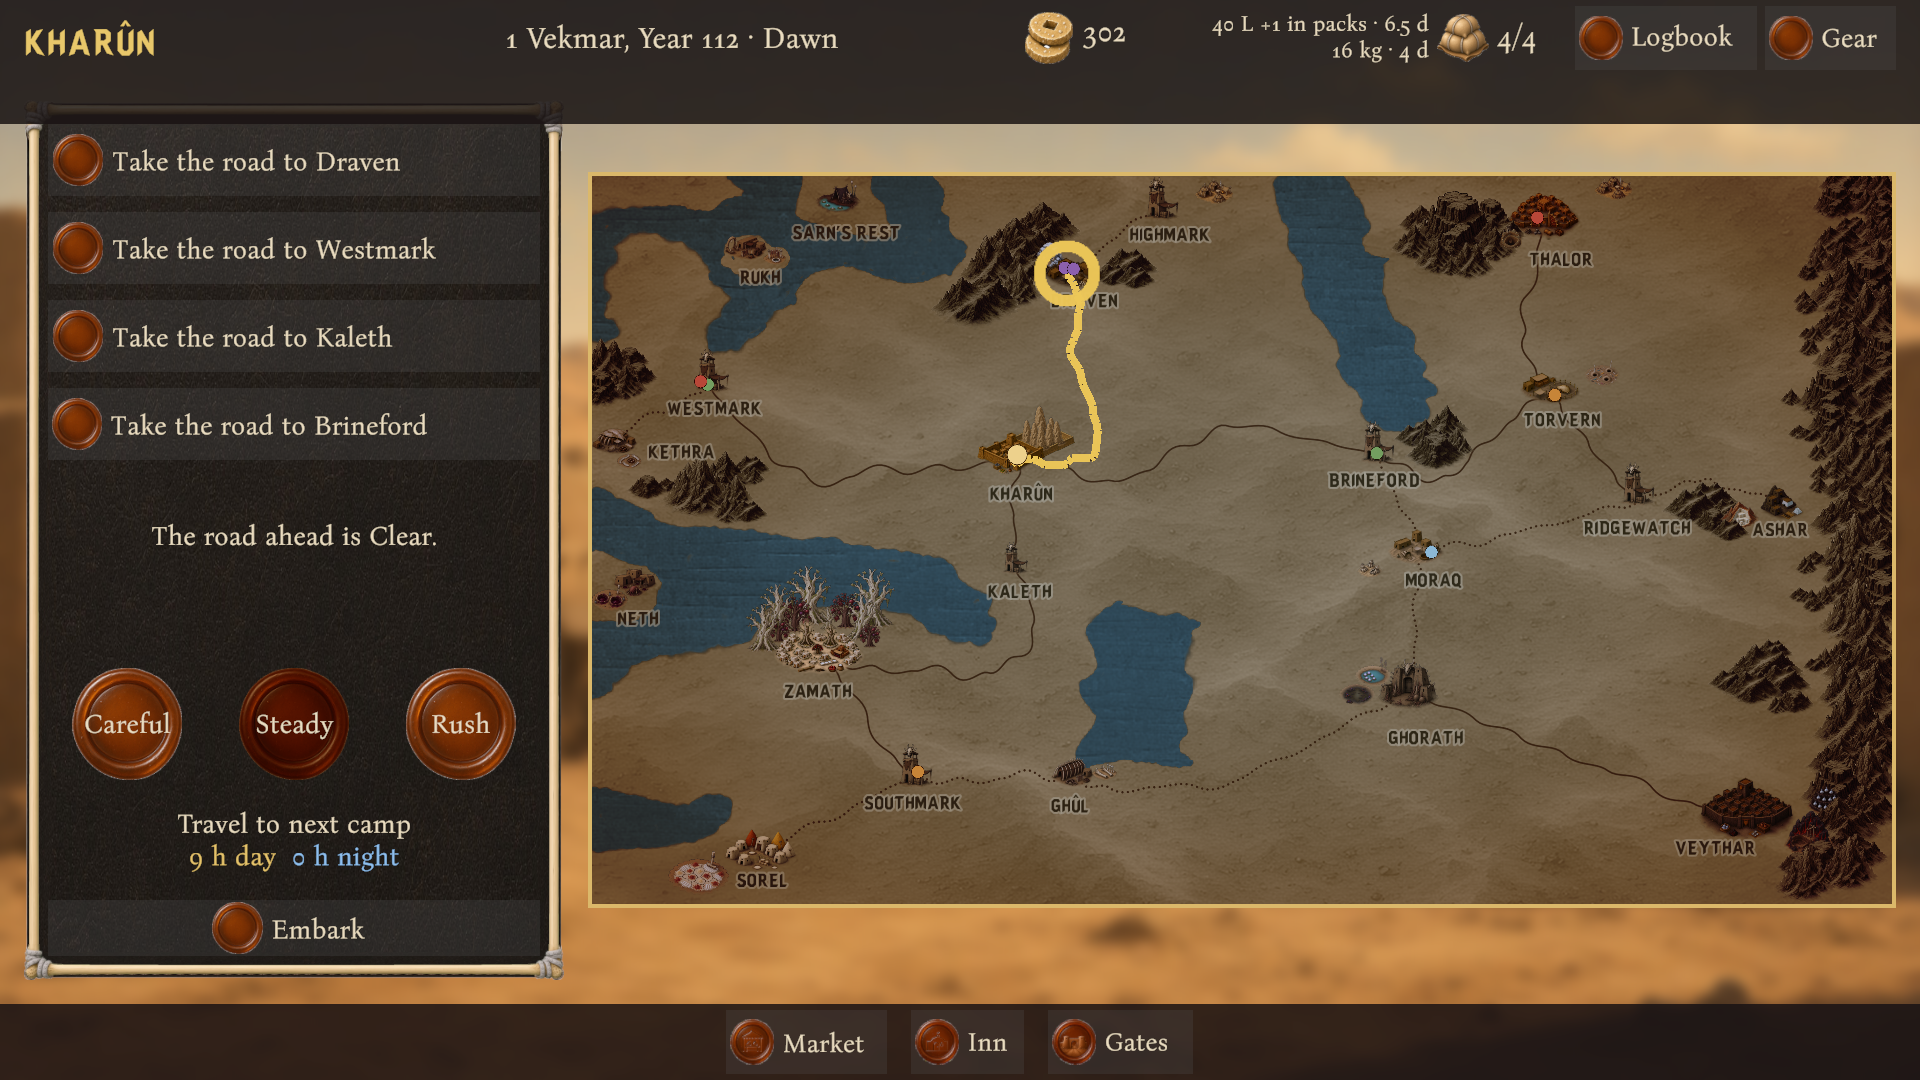 KHARÛN
1 Vekmar, Year 112 · Dawn
302
40 L +1 in packs · 6.5 d
16 kg · 4 d
4/4
Logbook
Gear
Take the road to Draven
Take the road to Westmark
Take the road to Kaleth
Take the road to Brineford
The road ahead is Clear.
Careful
Steady
Rush
Travel to next camp
9 h day 0 h night
Embark
SARN'S REST
HIGHMARK
RUKH
THALOR
WESTMARK
TORVERN
KETHRA
BRINEFORD
KHARÛN
RIDGEWATCH
ASHAR
KALETH
MORAQ
NETH
ZAMATH
GHORATH
SOUTHMARK
GHÛL
VEYTHAR
SOREL
Market
Inn
Gates